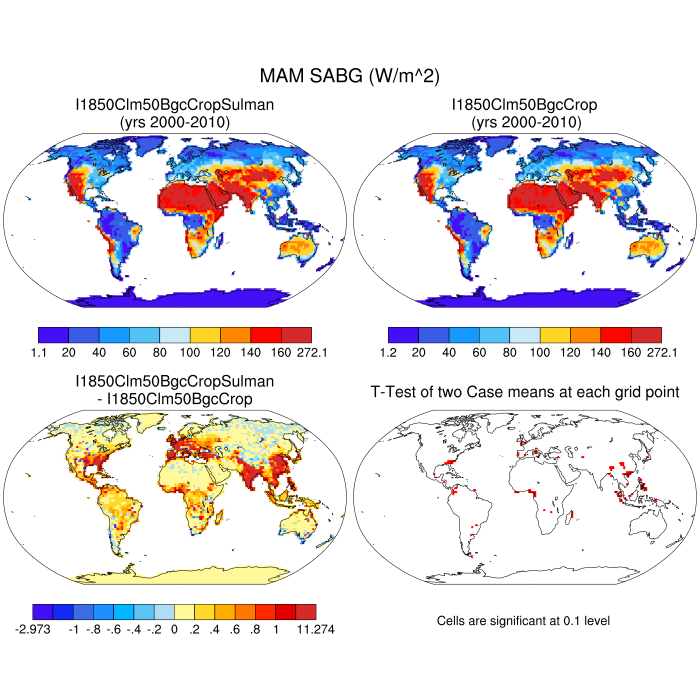 MAM SABG (W/m^2)
I1850Clm50BgcCropSulman
(yrs 2000-2010)
I1850Clm50BgcCrop
(yrs 2000-2010)
1.1 20 40 60 80 100 120 140 160 272.1
1.2 20 40 60 80 100 120 140 160 272.1
I1850Clm50BgcCropSulman
- I1850Clm50BgcCrop
T-Test of two Case means at each grid point
-2.973 -1 -.8 -.6 -.4 -.2 0 .2 .4 .6 .8 1 11.274
Cells are significant at 0.1 level